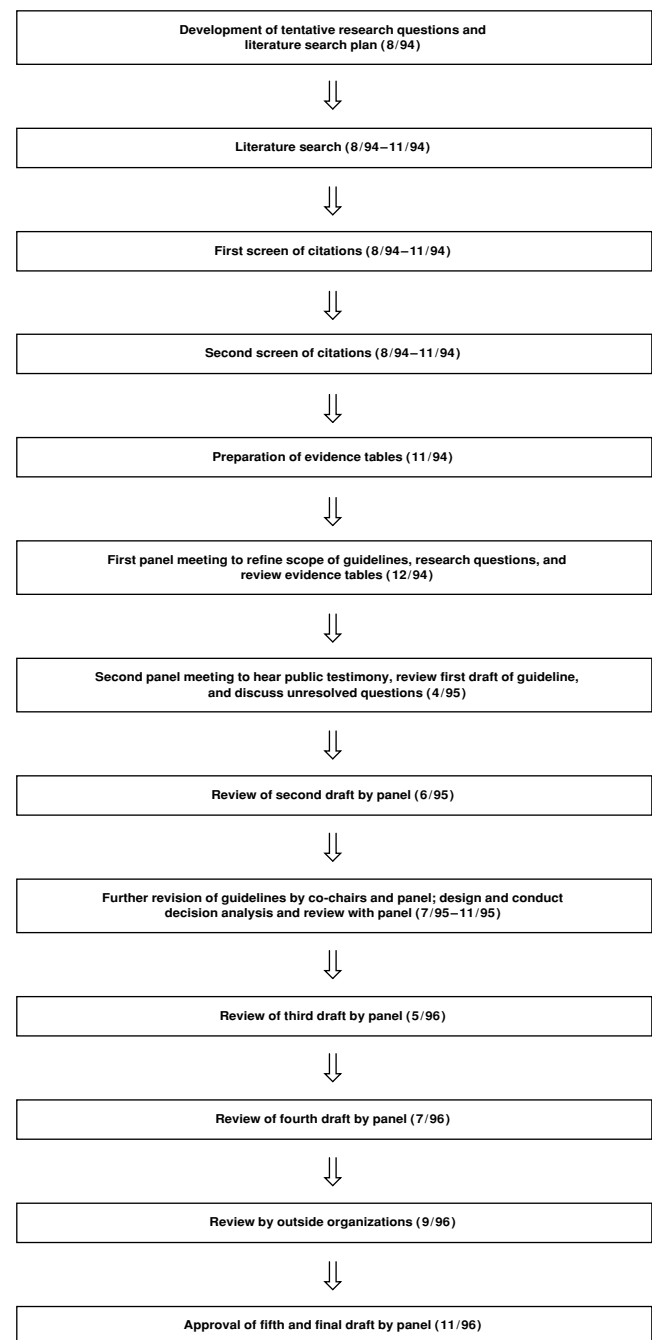 Development of tentative research questions and
literature search plan (8/94)
Literature search (8/94–11/94)
First screen of citations (8/94–11/94)
Second screen of citations (8/94–11/94)
Preparation of evidence tables (11/94)
First panel meeting to refine scope of guidelines, research questions, and
review evidence tables (12/94)
Second panel meeting to hear public testimony, review first draft of guideline,
and discuss unresolved questions (4/95)
Review of second draft by panel (6/95)
Further revision of guidelines by co-chairs and panel; design and conduct
decision analysis and review with panel (7/95–11/95)
Review of third draft by panel (5/96)
Review of fourth draft by panel (7/96)
Review by outside organizations (9/96)
Approval of fifth and final draft by panel (11/96)